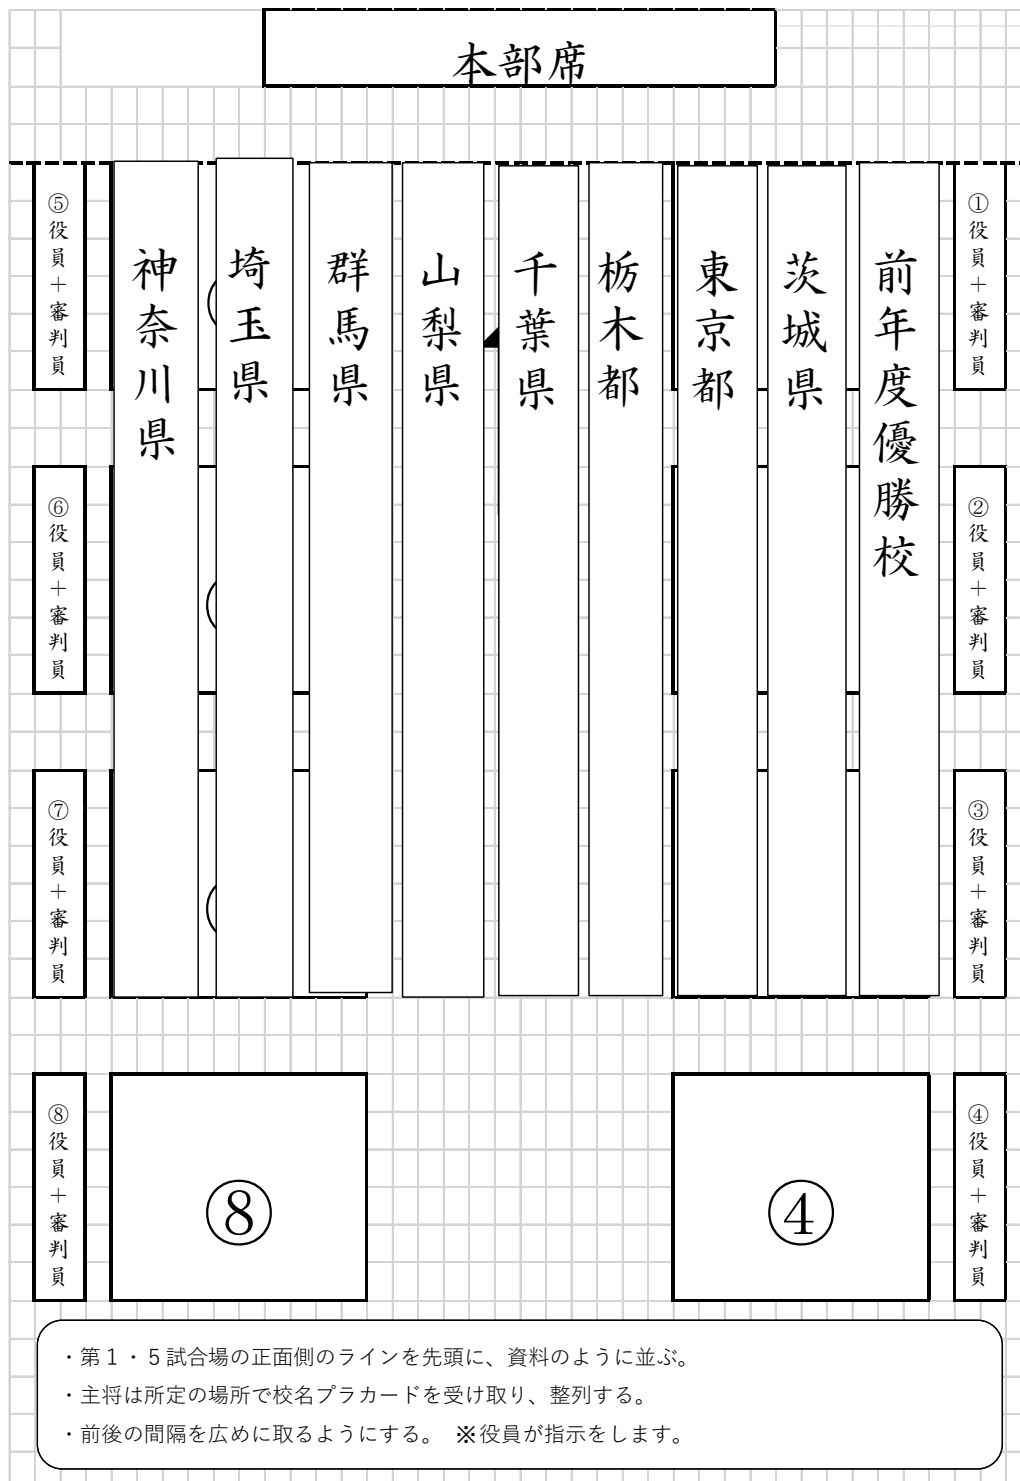 本部席
⑤役員＋審判員
神奈川県
埼玉県
群馬県
山梨県
千葉県
栃木都
東京都
茨城県
前年度優勝校
①役員＋審判員
⑥役員＋審判員
②役員＋審判員
⑦役員＋審判員
③役員＋審判員
⑧役員＋審判員
⑧
④
④役員＋審判員
・第１・５試合場の正面側のラインを先頭に、資料のように並ぶ。
・主将は所定の場所で校名プラカードを受け取り、整列する。
・前後の間隔を広めに取るようにする。　※役員が指示をします。